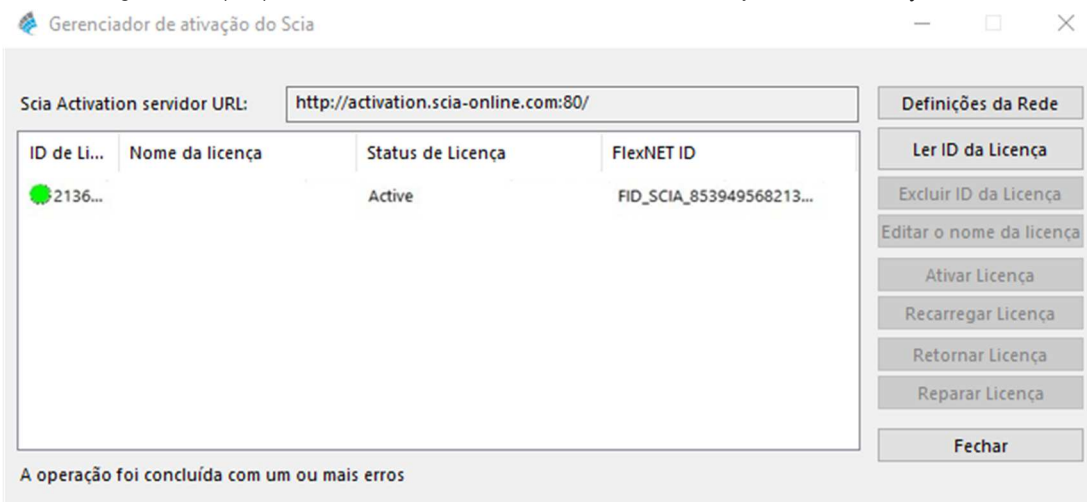 Gerenciador de ativação do Scia
Scia Activation servidor URL: http://activation.scia-online.com:80/
Definições da Rede
ID de Li... Nome da licença Status de Licença FlexNET ID
Ler ID da Licença
2136... Active FID_SCIA_853949568213...
Excluir ID da Licença
Editar o nome da licença
Ativar Licença
Recarregar Licença
Retornar Licença
Reparar Licença
Fechar
A operação foi concluída com um ou mais erros